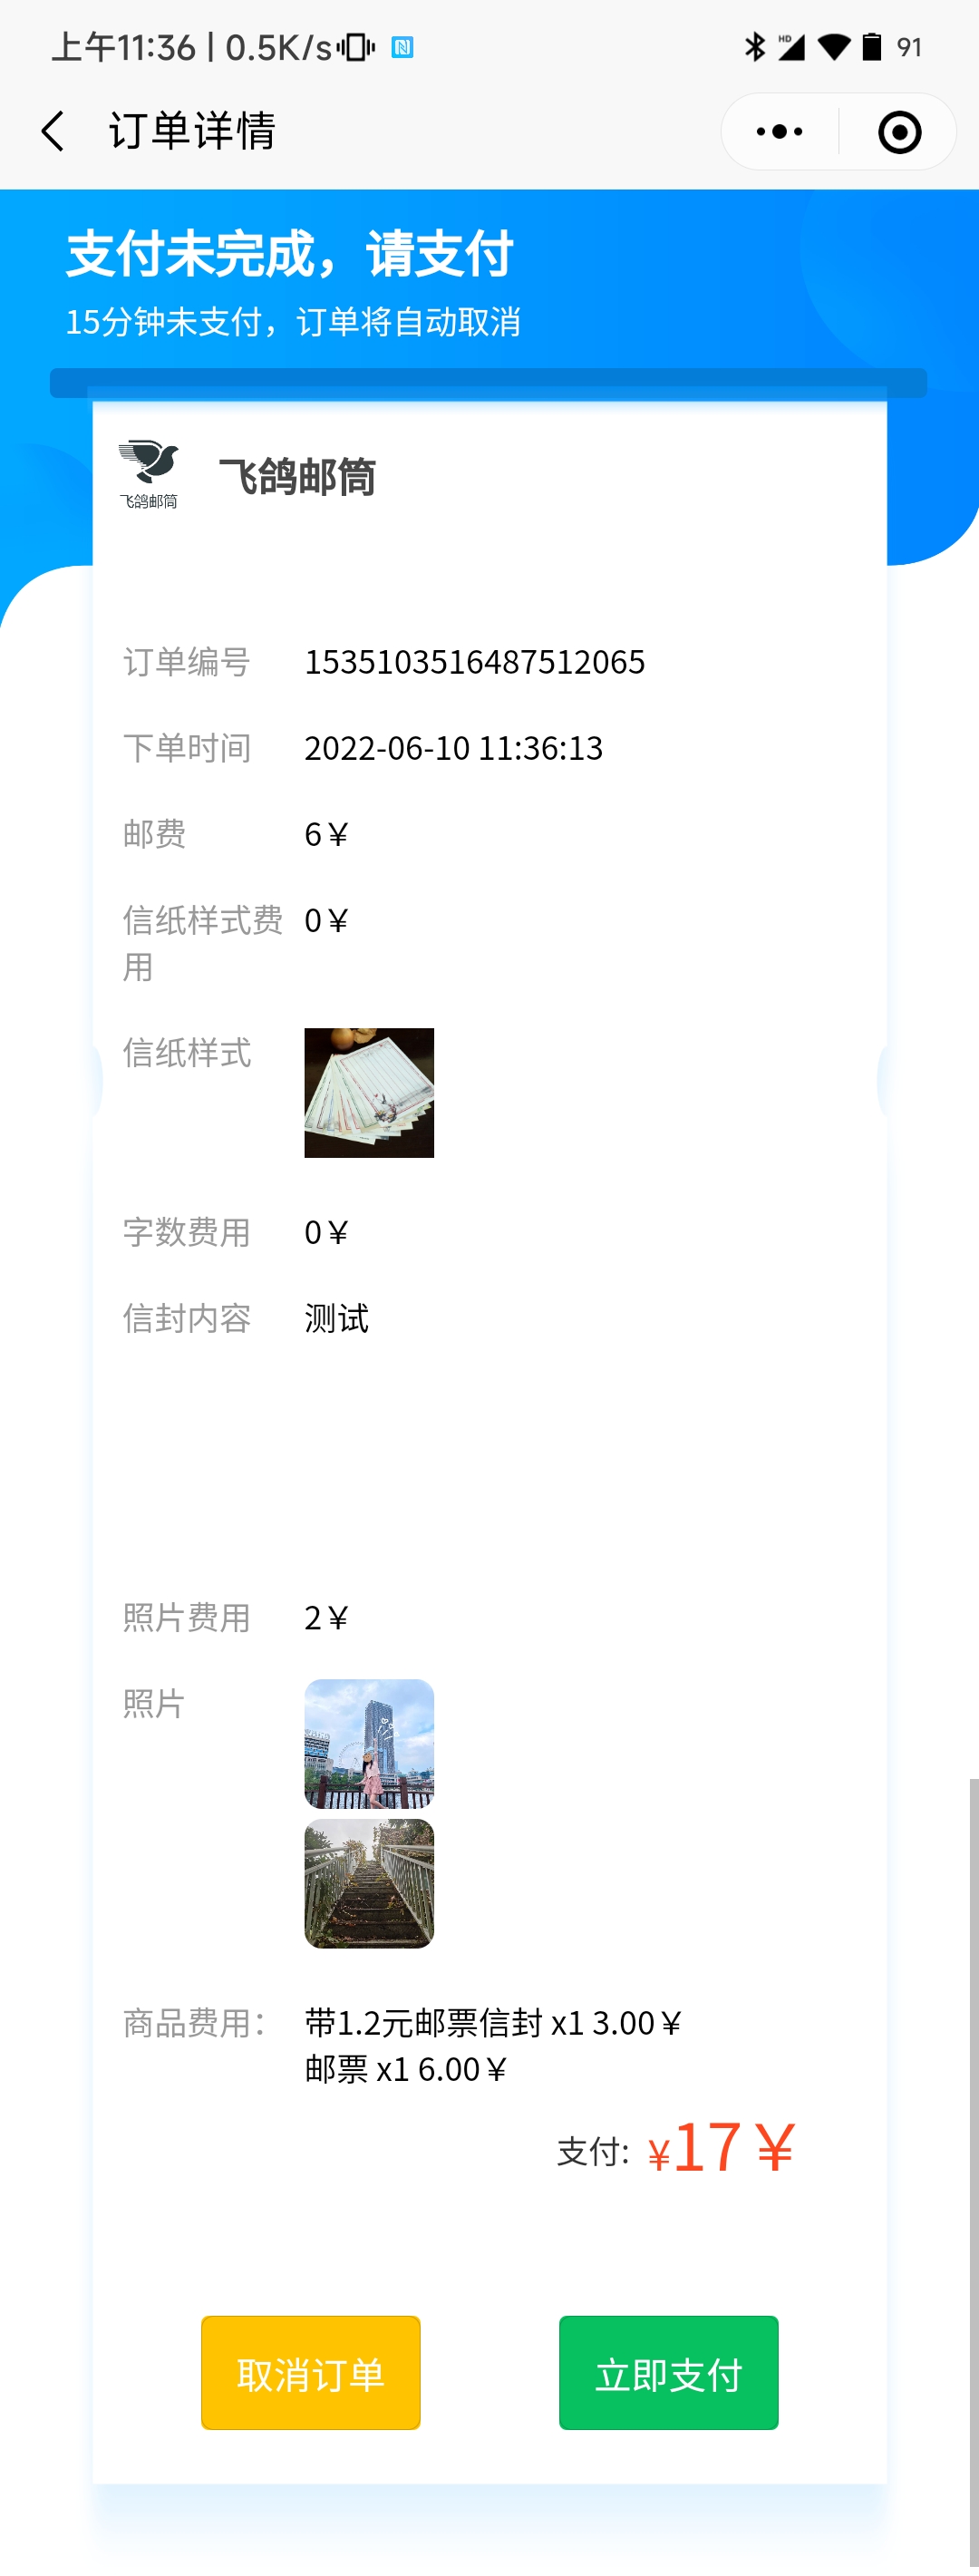 上午11:36 | 0.5K/s
HD
91
订单详情
支付未完成，请支付
15分钟未支付，订单将自动取消
飞鸽邮筒
飞鸽邮筒
订单编号 1535103516487512065
下单时间 2022-06-10 11:36:13
邮费 6￥
信纸样式费 0￥
用
信纸样式
字数费用 0￥
信封内容 测试
照片费用 2￥
照片
商品费用： 带1.2元邮票信封 x1 3.00￥
邮票 x1 6.00￥
支付: ¥17￥
取消订单 立即支付